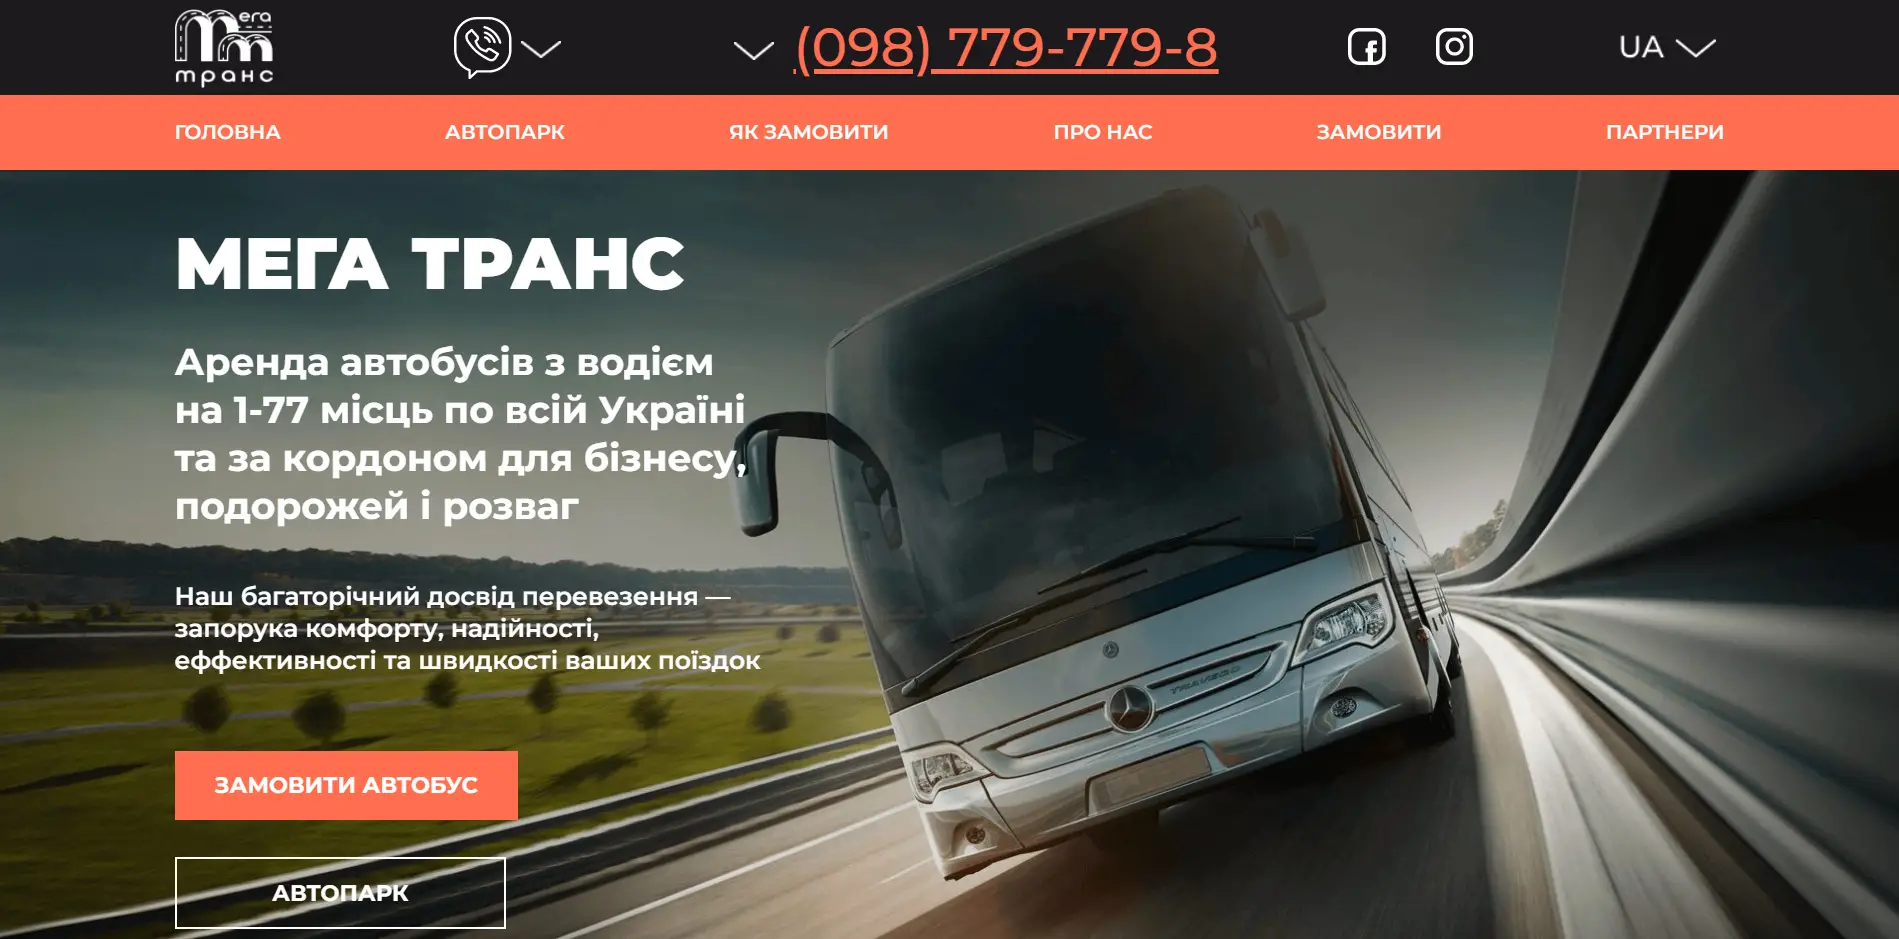 мега
транс
(098) 779-779-8
UA
ГОЛОВНА
АВТОПАРК
ЯК ЗАМОВИТИ
ПРО НАС
ЗАМОВИТИ
ПАРТНЕРИ
МЕГА ТРАНС
Аренда автобусів з водієм
на 1-77 місць по всій Україні
та за кордоном для бізнесу,
подорожей і розваг
Наш багаторічний досвід перевезення —
запорука комфорту, надійності,
еффективності та швидкості ваших поїздок
TRAVEGO
ЗАМОВИТИ АВТОБУС
АВТОПАРК